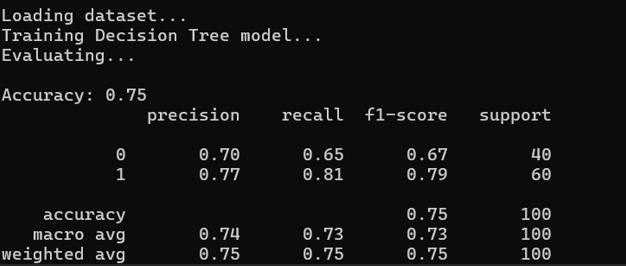 Loading dataset...
Training Decision Tree model...
Evaluating...
Accuracy: 0.75
precision recall f1-score support
0 0.70 0.65 0.67 40
1 0.77 0.81 0.79 60
accuracy 0.75 100
macro avg 0.74 0.73 0.73 100
weighted avg 0.75 0.75 0.75 100